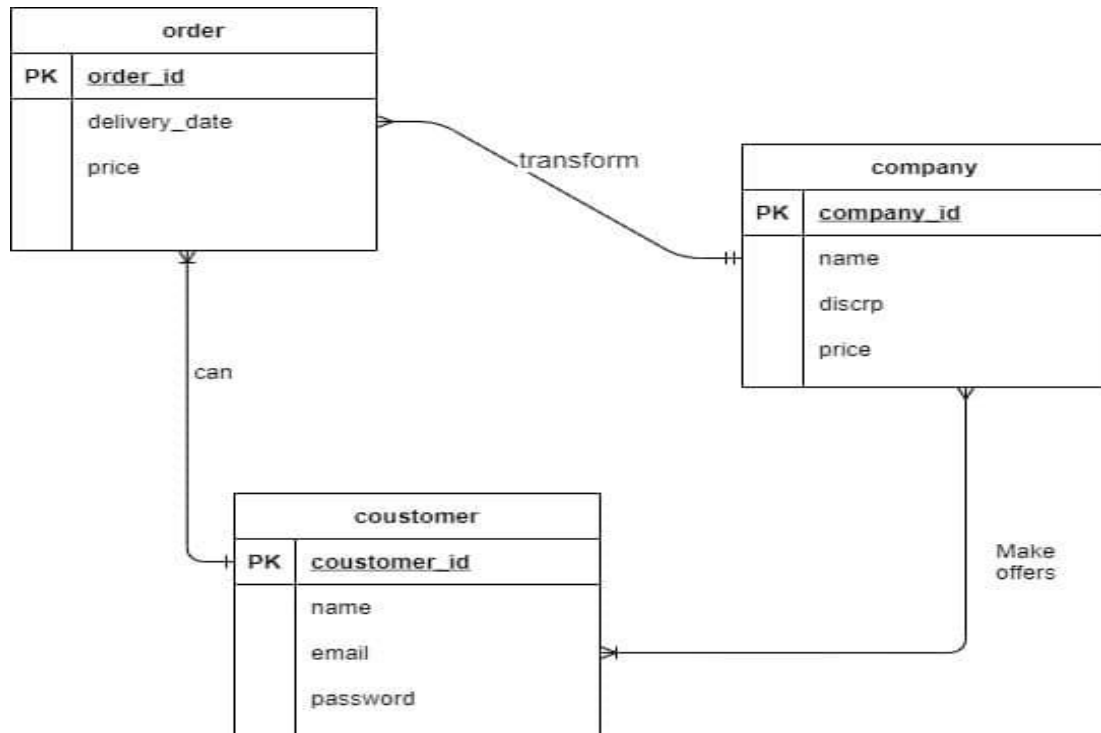 order
PK order_id
delivery_date
price
transform
company
PK company_id
name
discrp
price
can
coustomer
PK coustomer_id
name
email
password
Make
offers